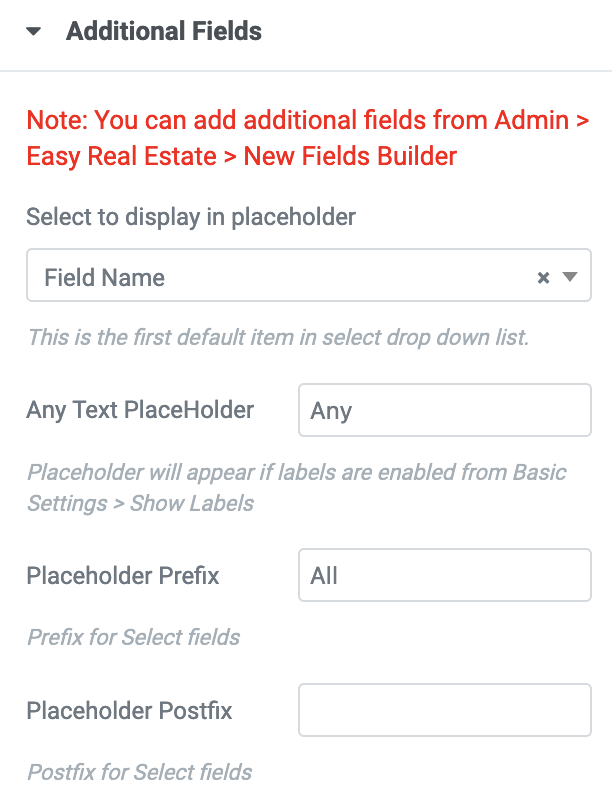 Additional Fields
Note: You can add additional fields from Admin >
Easy Real Estate > New Fields Builder
Select to display in placeholder
Field Name
This is the first default item in select drop down list.
Any Text PlaceHolder
Any
Placeholder will appear if labels are enabled from Basic
Settings > Show Labels
Placeholder Prefix
All
Prefix for Select fields
Placeholder Postfix
Postfix for Select fields